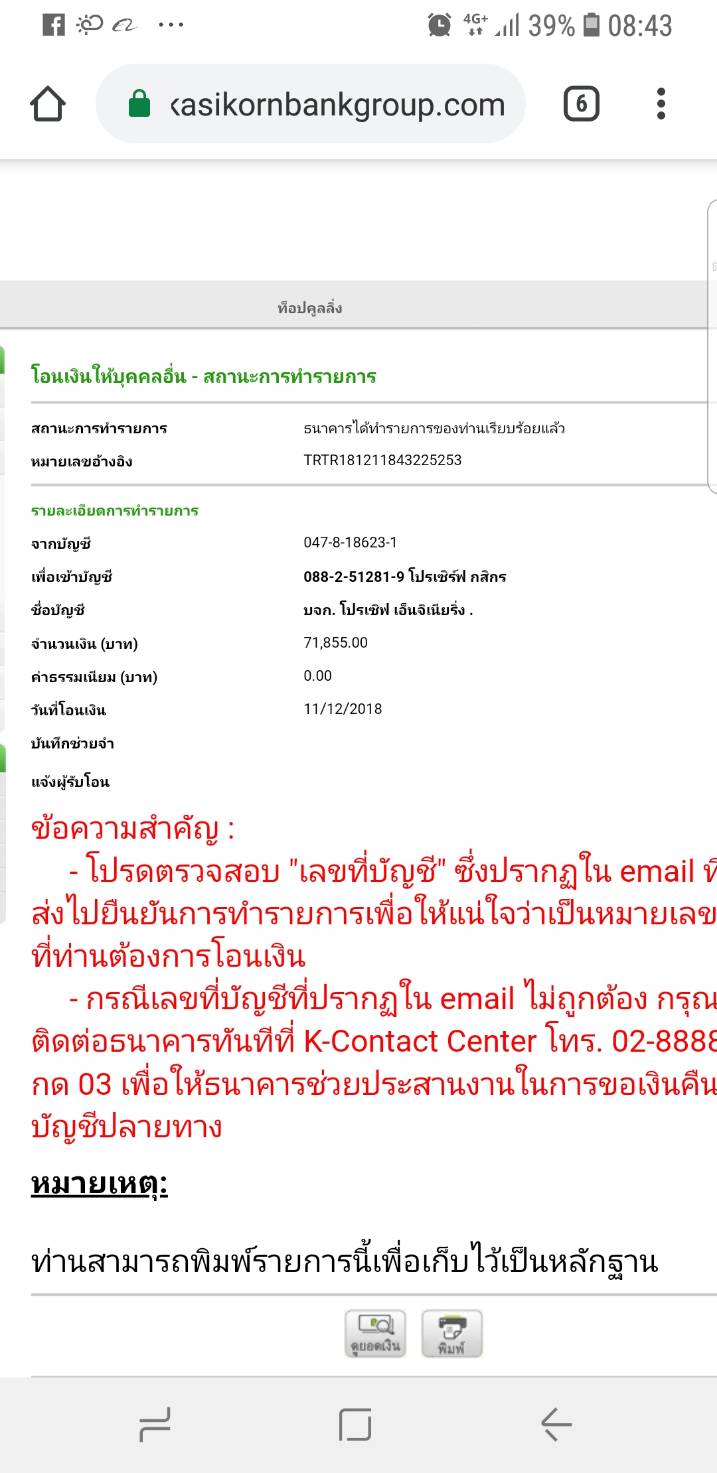 39% 08:43
4G+
kasikornbankgroup.com 6
ท็อปคูลลิ่ง
โอนเงินให้บุคคลอื่น - สถานะการทำรายการ
สถานะการทำรายการ ธนาคารได้ทำรายการของท่านเรียบร้อยแล้ว
หมายเลขอ้างอิง TRTR181211843225253
รายละเอียดการทำรายการ
จากบัญชี 047-8-18623-1
เพื่อเข้าบัญชี 088-2-51281-9 โปรเซิร์ฟ กสิกร
ชื่อบัญชี บจก. โปรเซิฟ เอ็นจิเนียริ่ง .
จำนวนเงิน (บาท) 71,855.00
ค่าธรรมเนียม (บาท) 0.00
วันที่โอนเงิน 11/12/2018
บันทึกช่วยจำ
แจ้งผู้รับโอน
ข้อความสำคัญ :
- โปรดตรวจสอบ "เลขที่บัญชี" ซึ่งปรากฏใน email ที
ส่งไปยืนยันการทำรายการเพื่อให้แน่ใจว่าเป็นหมายเลข
ที่ท่านต้องการโอนเงิน
- กรณีเลขที่บัญชีที่ปรากฏใน email ไม่ถูกต้อง กรุณ
ติดต่อธนาคารทันทีที่ K-Contact Center โทร. 02-8888
กด 03 เพื่อให้ธนาคารช่วยประสานงานในการขอเงินคืน
บัญชีปลายทาง
หมายเหตุ:
ท่านสามารถพิมพ์รายการนี้เพื่อเก็บไว้เป็นหลักฐาน
ดูยอดเงิน พิมพ์